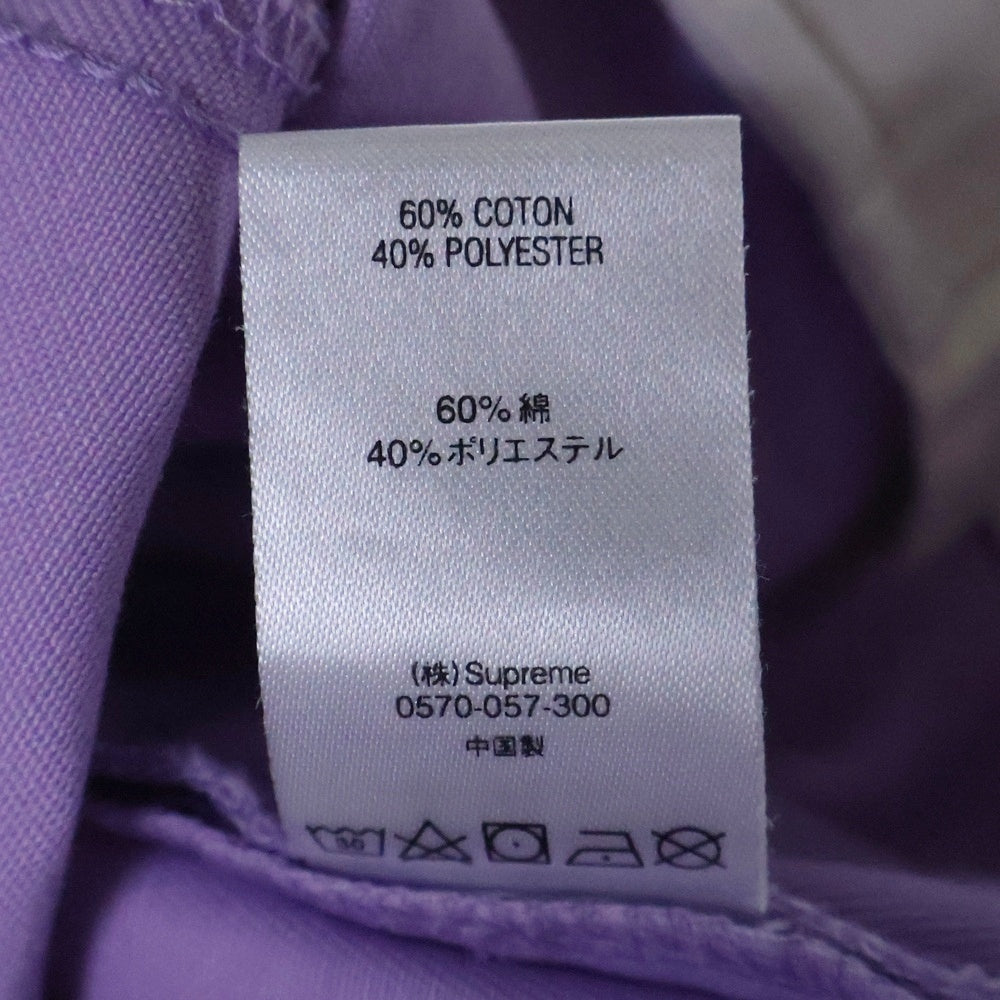 60% COTON
40% POLYESTER
60%綿
40%ポリエステル
(株)Supreme
0570-057-300
中国製
30